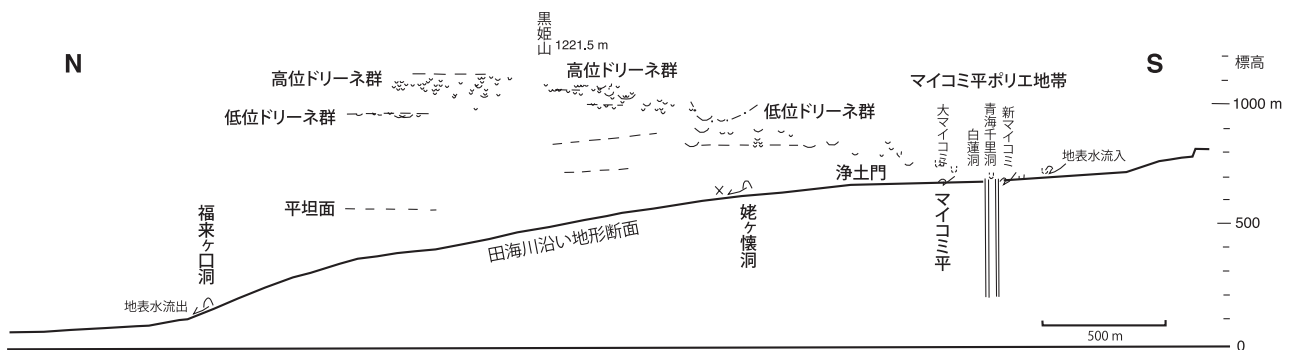 N
S
黒姫山
1221.5 m
高位ドリーネ群
高位ドリーネ群
低位ドリーネ群
低位ドリーネ群
マイコミ平ポリエ地帯
大マイコミ
白蓮洞
青海千里洞
新マイコミ
地表水流入
標高
1000 m
500
0
浄土門
平坦面
福来ヶ口洞
地表水流出
田海川沿い地形断面
姥ヶ懐洞
マイコミ平
500 m